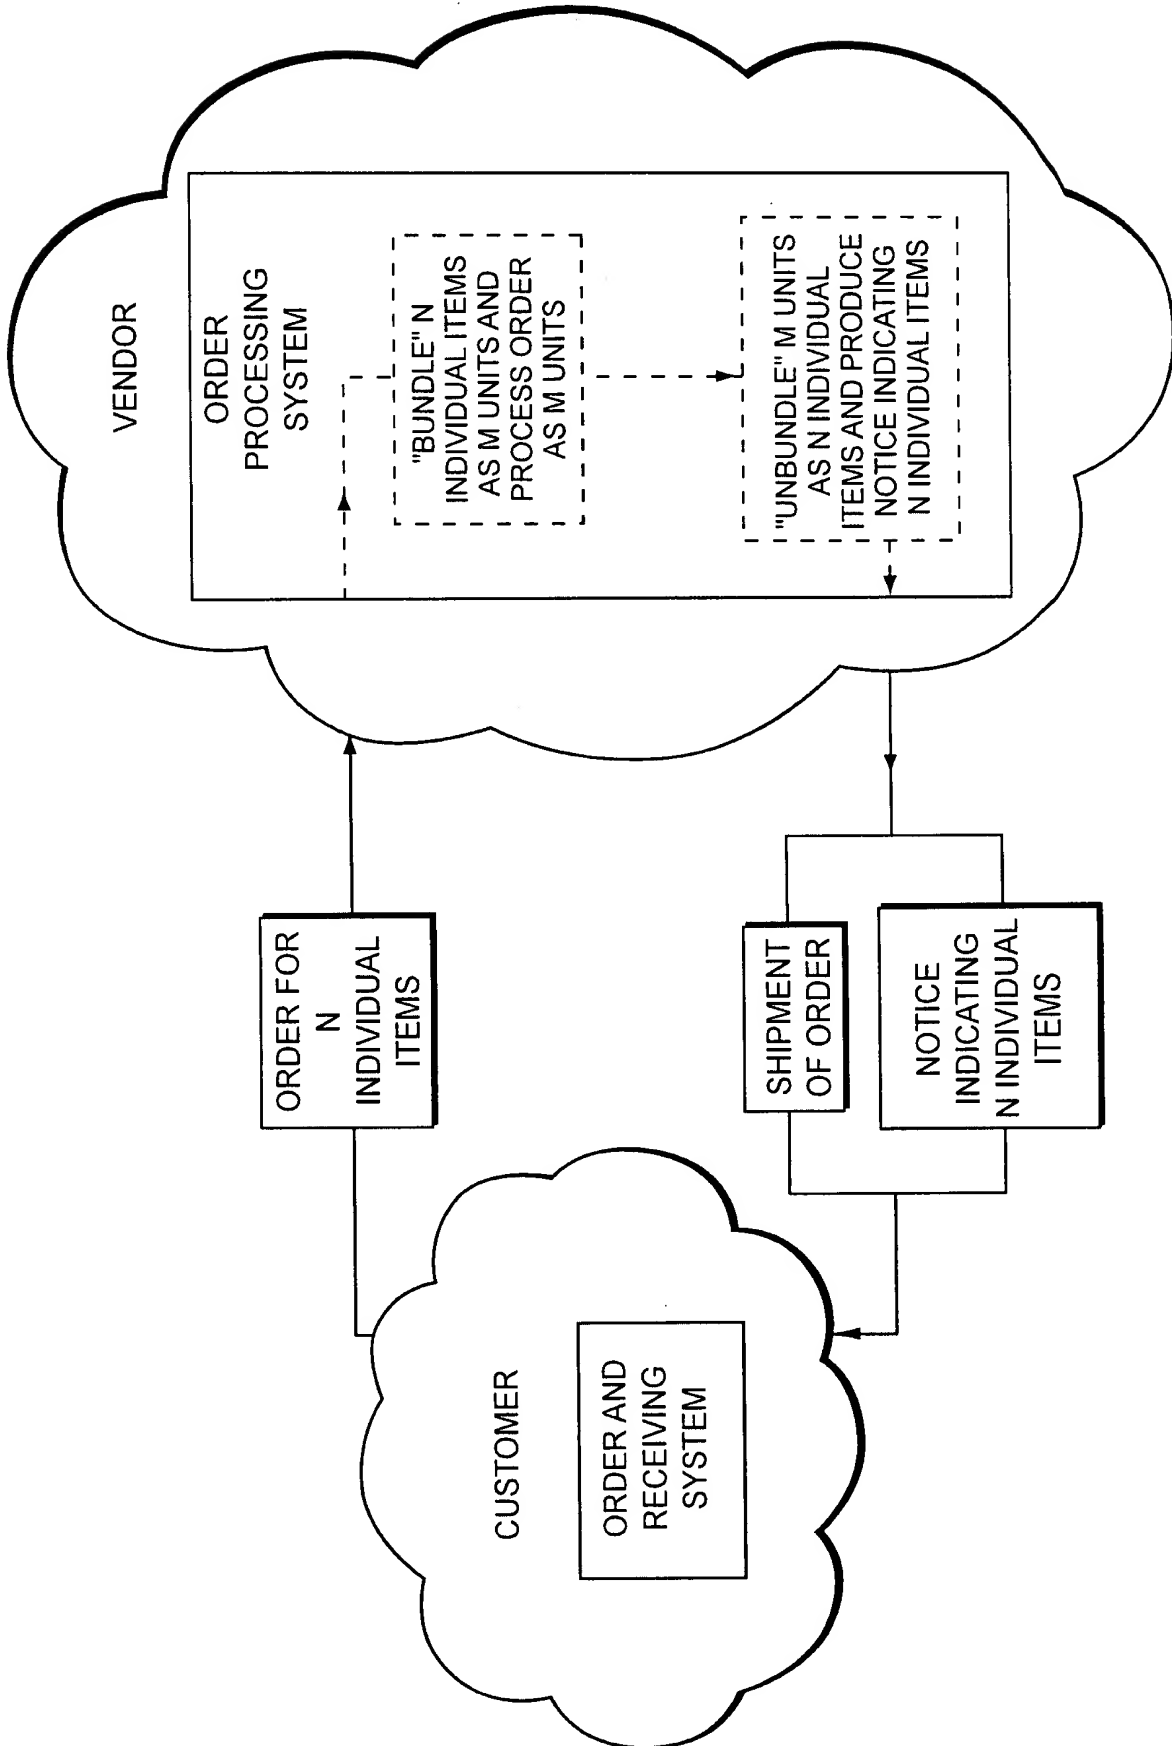 VENDOR
ORDER
PROCESSING
SYSTEM
"BUNDLE" N
INDIVIDUAL ITEMS
AS M UNITS AND
PROCESS ORDER
AS M UNITS
"UNBUNDLE" M UNITS
AS N INDIVIDUAL
ITEMS AND PRODUCE
NOTICE INDICATING
N INDIVIDUAL ITEMS
ORDER FOR
N
INDIVIDUAL
ITEMS
SHIPMENT
OF ORDER
NOTICE
INDICATING
N INDIVIDUAL
ITEMS
CUSTOMER
ORDER AND
RECEIVING
SYSTEM